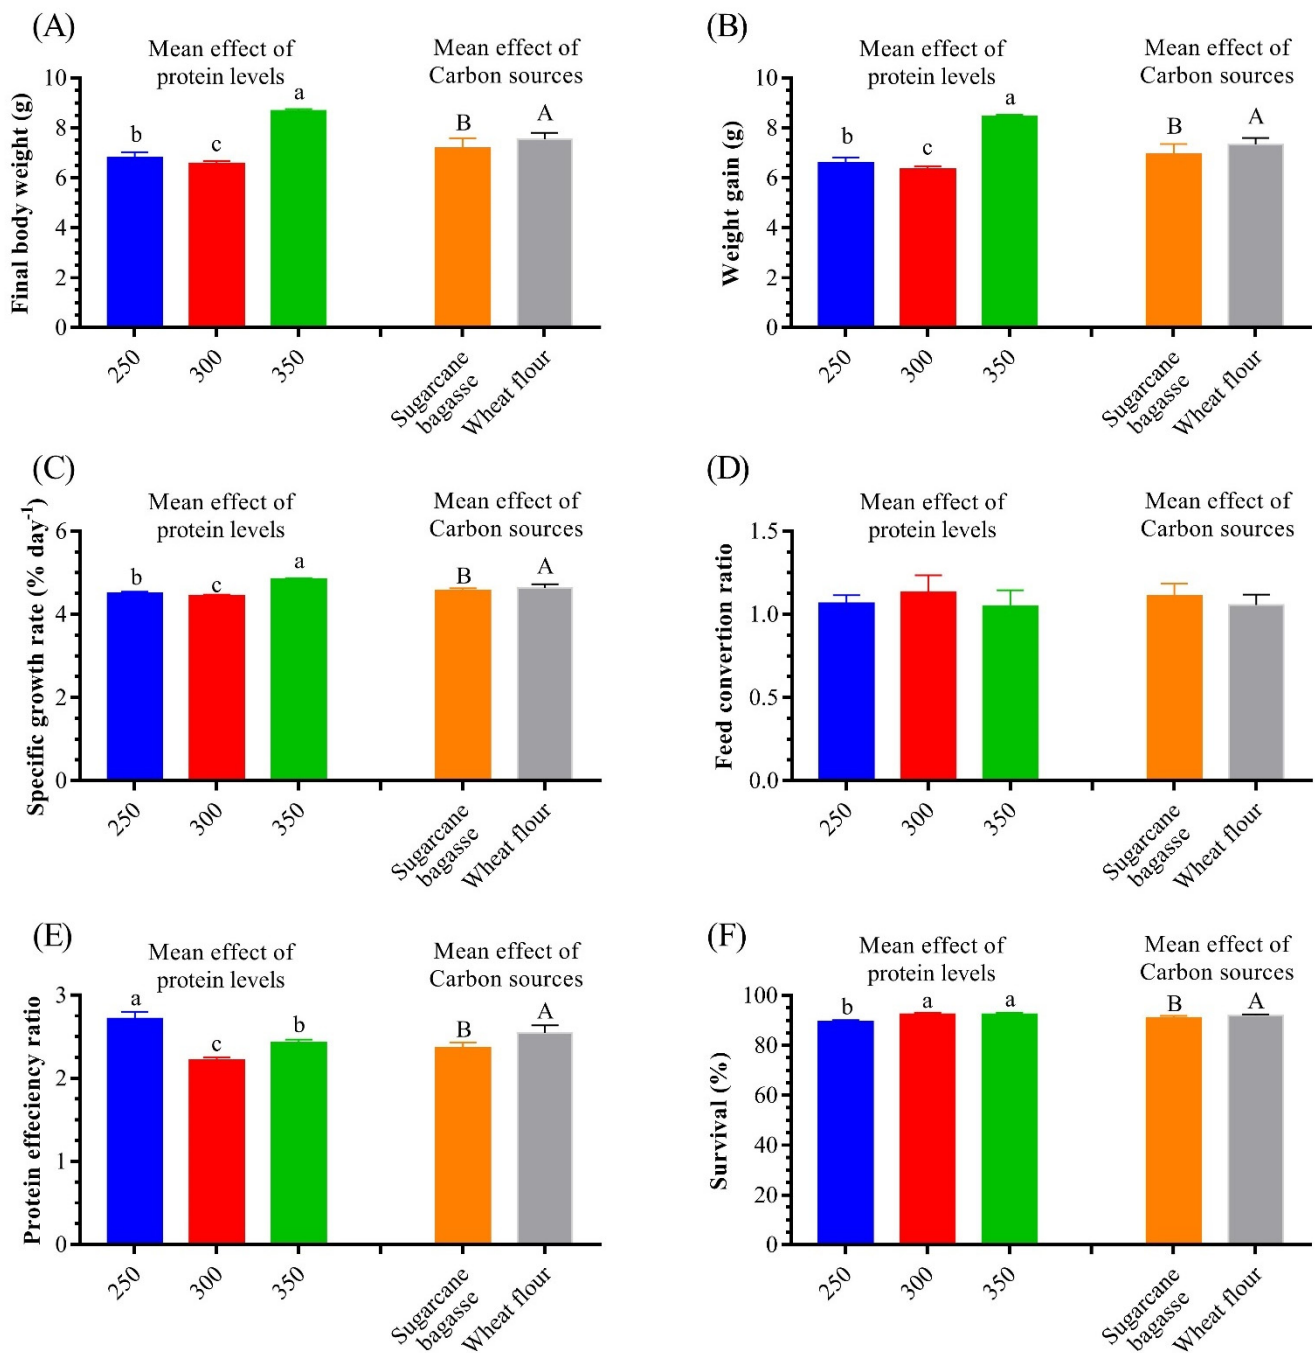 (A)
Mean effect of
protein levels
Mean effect of
Carbon sources
Final body weight (g)
10
8
6
4
2
0
b
c
a
B
A
250
300
350
Sugarcane
bagasse
Wheat flour
(B)
Mean effect of
protein levels
Mean effect of
Carbon sources
Weight gain (g)
10
8
6
4
2
0
b
c
a
B
A
250
300
350
Sugarcane
bagasse
Wheat flour
(C)
Mean effect of
protein levels
Mean effect of
Carbon sources
Specific growth rate (% day⁻¹)
6
4
2
0
b
c
a
B
A
250
300
350
Sugarcane
bagasse
Wheat flour
(D)
Mean effect of
protein levels
Mean effect of
Carbon sources
Feed convertion ratio
1.5
1.0
0.5
0.0
250
300
350
Sugarcane
bagasse
Wheat flour
(E)
Mean effect of
protein levels
Mean effect of
Carbon sources
Protein effeciency ratio
3
2
1
0
a
c
b
B
A
250
300
350
Sugarcane
bagasse
Wheat flour
(F)
Mean effect of
protein levels
Mean effect of
Carbon sources
Survival (%)
100
80
60
40
20
0
b
a
a
B
A
250
300
350
Sugarcane
bagasse
Wheat flour